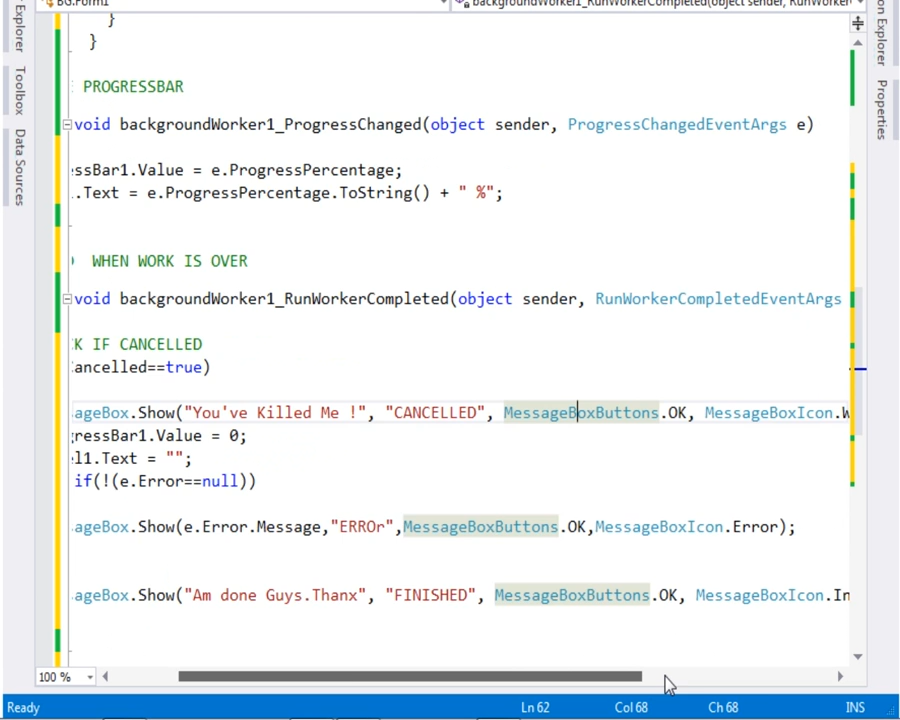 BG.Form1
backgroundWorker1_RunWorkerCompleted(object sender, RunWorker
Explorer
Toolbox
Data Sources
}
}
PROGRESSBAR
void backgroundWorker1_ProgressChanged(object sender, ProgressChangedEventArgs e)
essBar1.Value = e.ProgressPercentage;
.Text = e.ProgressPercentage.ToString() + " %";
WHEN WORK IS OVER
void backgroundWorker1_RunWorkerCompleted(object sender, RunWorkerCompletedEventArgs
K IF CANCELLED
Cancelled==true)
ageBox.Show("You've Killed Me !", "CANCELLED", MessageBoxButtons.OK, MessageBoxIcon.W
gressBar1.Value = 0;
el1.Text = "";
if(!(e.Error==null))
ageBox.Show(e.Error.Message,"ERROr",MessageBoxButtons.OK,MessageBoxIcon.Error);
ageBox.Show("Am done Guys.Thanx", "FINISHED", MessageBoxButtons.OK, MessageBoxIcon.In
on Explorer
Properties
100 %
Ready Ln 62 Col 68 Ch 68 INS